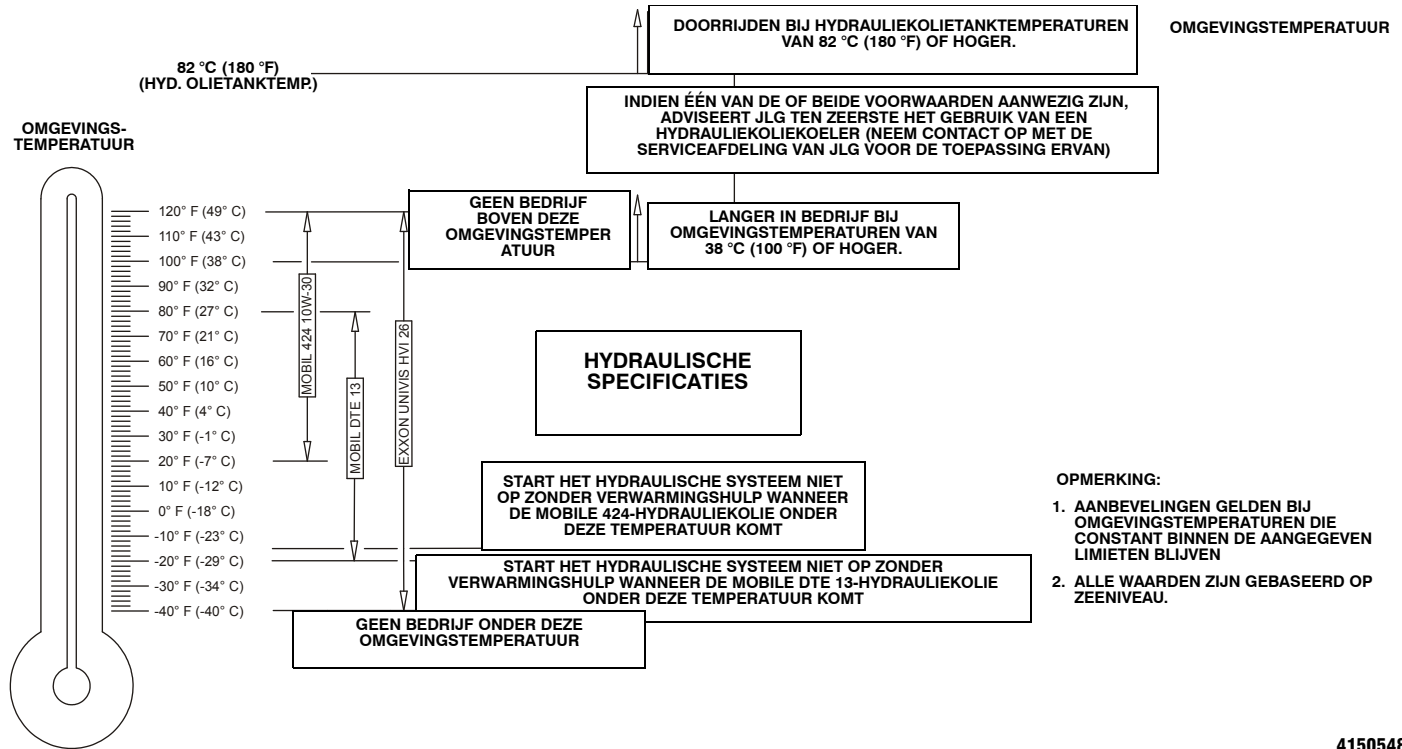 DOORRIJDEN BIJ HYDRAULIEKOLIETANKTEMPERATUREN
VAN 82 °C (180 °F) OF HOGER.
OMGEVINGSTEMPERATUUR
82 °C (180 °F)
(HYD. OLIETANKTEMP.)
INDIEN ÉÉN VAN DE OF BEIDE VOORWAARDEN AANWEZIG ZIJN,
ADVISEERT JLG TEN ZEERSTE HET GEBRUIK VAN EEN
HYDRAULIEKOLIEKOELER (NEEM CONTACT OP MET DE
SERVICEAFDELING VAN JLG VOOR DE TOEPASSING ERVAN)
OMGEVINGS-
TEMPERATUUR
GEEN BEDRIJF
BOVEN DEZE
OMGEVINGSTEMPER
ATUUR
LANGER IN BEDRIJF BIJ
OMGEVINGSTEMPERATUREN VAN
38 °C (100 °F) OF HOGER.
120° F (49° C)
110° F (43° C)
100° F (38° C)
90° F (32° C)
80° F (27° C)
70° F (21° C)
60° F (16° C)
50° F (10° C)
40° F (4° C)
30° F (-1° C)
20° F (-7° C)
10° F (-12° C)
0° F (-18° C)
-10° F (-23° C)
-20° F (-29° C)
-30° F (-34° C)
-40° F (-40° C)
MOBIL 424 10W-30
MOBIL DTE 13
EXXON UNIVIS HVI 26
HYDRAULISCHE
SPECIFICATIES
START HET HYDRAULISCHE SYSTEEM NIET
OP ZONDER VERWARMINGSHULP WANNEER
DE MOBILE 424-HYDRAULIEKOLIE ONDER
DEZE TEMPERATUUR KOMT
START HET HYDRAULISCHE SYSTEEM NIET OP ZONDER
VERWARMINGSHULP WANNEER DE MOBILE DTE 13-HYDRAULIEKOLIE
ONDER DEZE TEMPERATUUR KOMT
GEEN BEDRIJF ONDER DEZE
OMGEVINGSTEMPERATUUR
OPMERKING:
1. AANBEVELINGEN GELDEN BIJ
OMGEVINGSTEMPERATUREN DIE
CONSTANT BINNEN DE AANGEGEVEN
LIMIETEN BLIJVEN
2. ALLE WAARDEN ZIJN GEBASEERD OP
ZEENIVEAU.
4150548